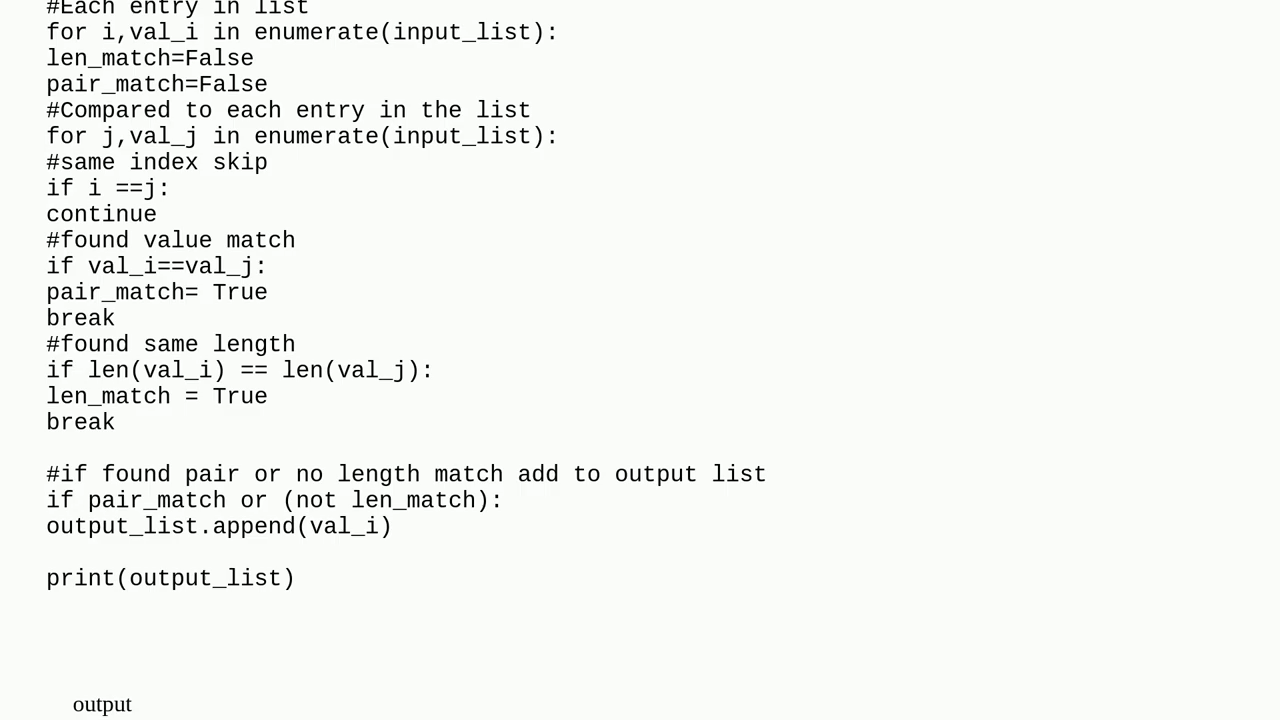 #Each entry in list
for i,val_i in enumerate(input_list):
len_match=False
pair_match=False
#Compared to each entry in the list
for j,val_j in enumerate(input_list):
#same index skip
if i ==j:
continue
#found value match
if val_i==val_j:
pair_match= True
break
#found same length
if len(val_i) == len(val_j):
len_match = True
break
#if found pair or no length match add to output list
if pair_match or (not len_match):
output_list.append(val_i)
print(output_list)
output